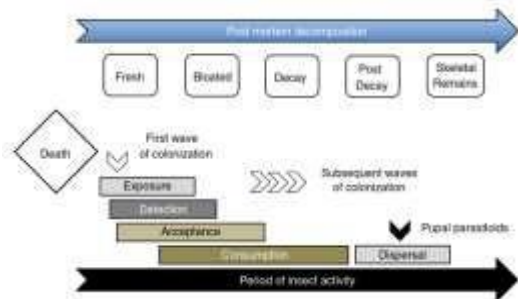 Post mortem decomposition
Fresh
Bloated
Decay
Post
Decay
Skeletal
Remains
Death
First wave
of colonization
Subsequent waves
of colonization
Exposure
Detection
Acceptance
Consumption
Dispersal
Pupal parasitoids
Period of insect activity